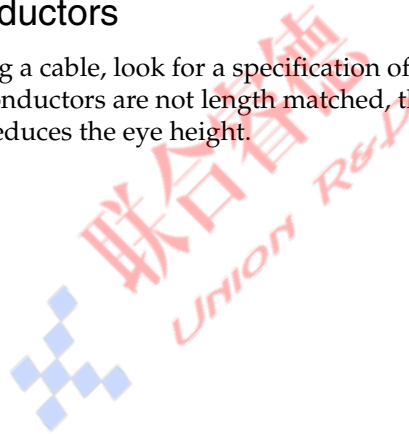 ductors
g a cable, look for a specification of
onductors are not length matched, th
educes the eye height.
联合睿德
UNION R&D